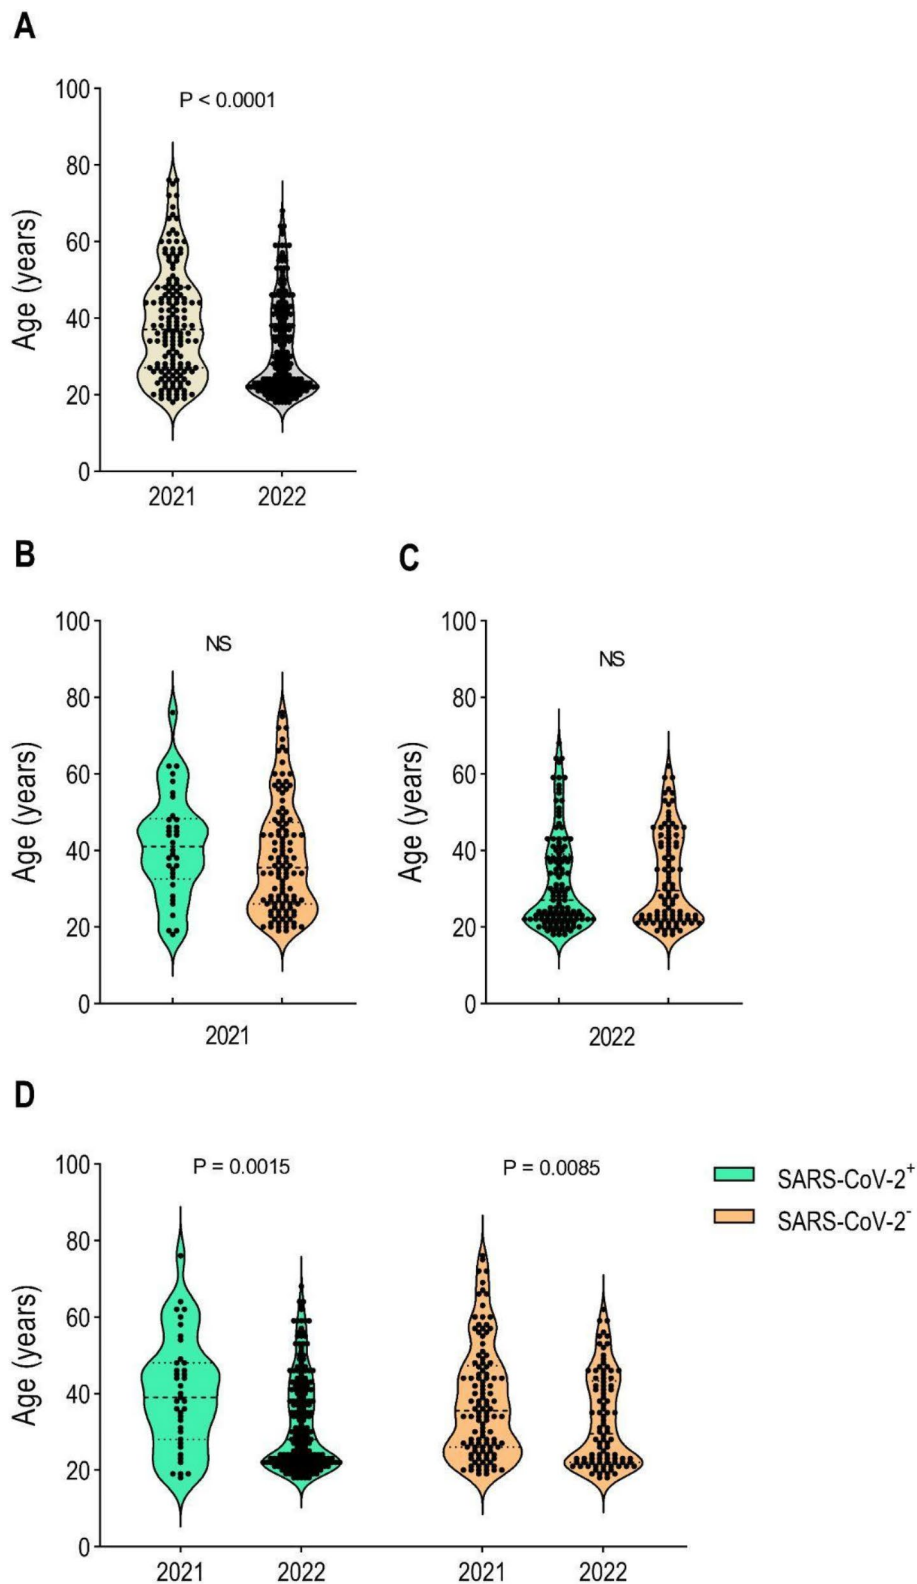 A
P < 0.0001
100
80
60
40
20
0
Age (years)
2021
2022
B
NS
100
80
60
40
20
0
Age (years)
2021
C
NS
100
80
60
40
20
0
Age (years)
2022
D
P = 0.0015
P = 0.0085
100
80
60
40
20
0
Age (years)
2021
2022
2021
2022
SARS-CoV-2⁺
SARS-CoV-2⁻